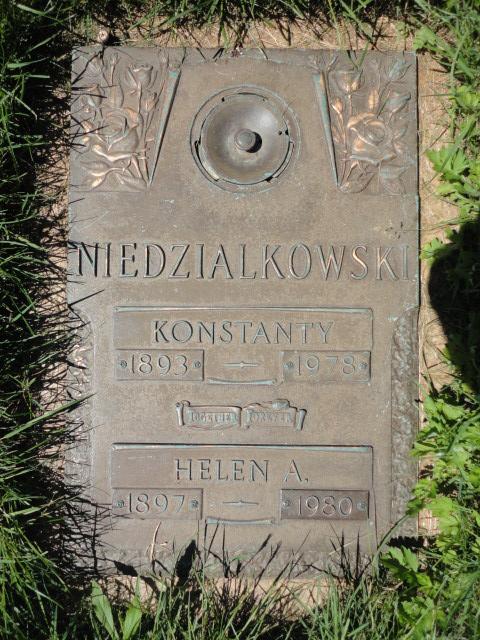 NIEDZIALKOWSKI
KONSTANTY
1893 1978
TOGETHER FOREVER
HELEN A.
1897 1980